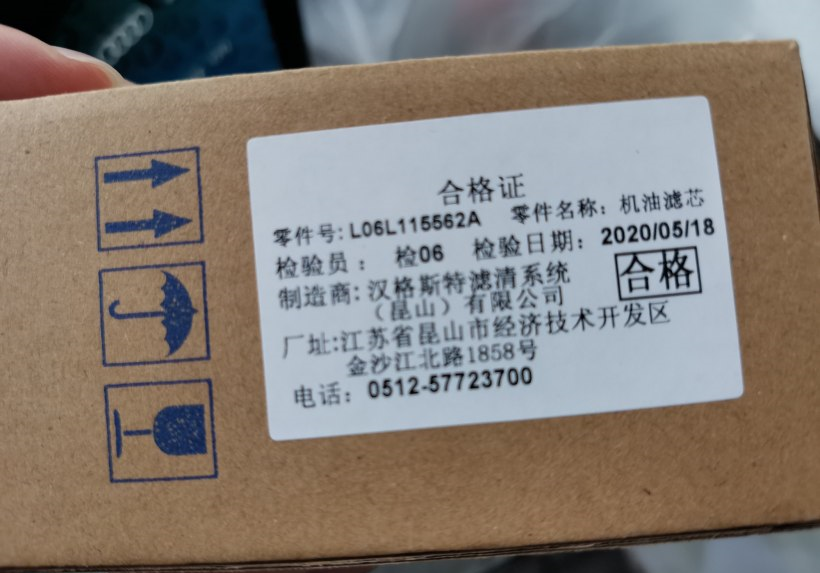 合格证
零件号: L06L115562A 零件名称: 机油滤芯
检验员: 检06 检验日期: 2020/05/18
制造商: 汉格斯特滤清系统
(昆山) 有限公司
合格
厂址: 江苏省昆山市经济技术开发区
金沙江北路1858号
电话: 0512-57723700